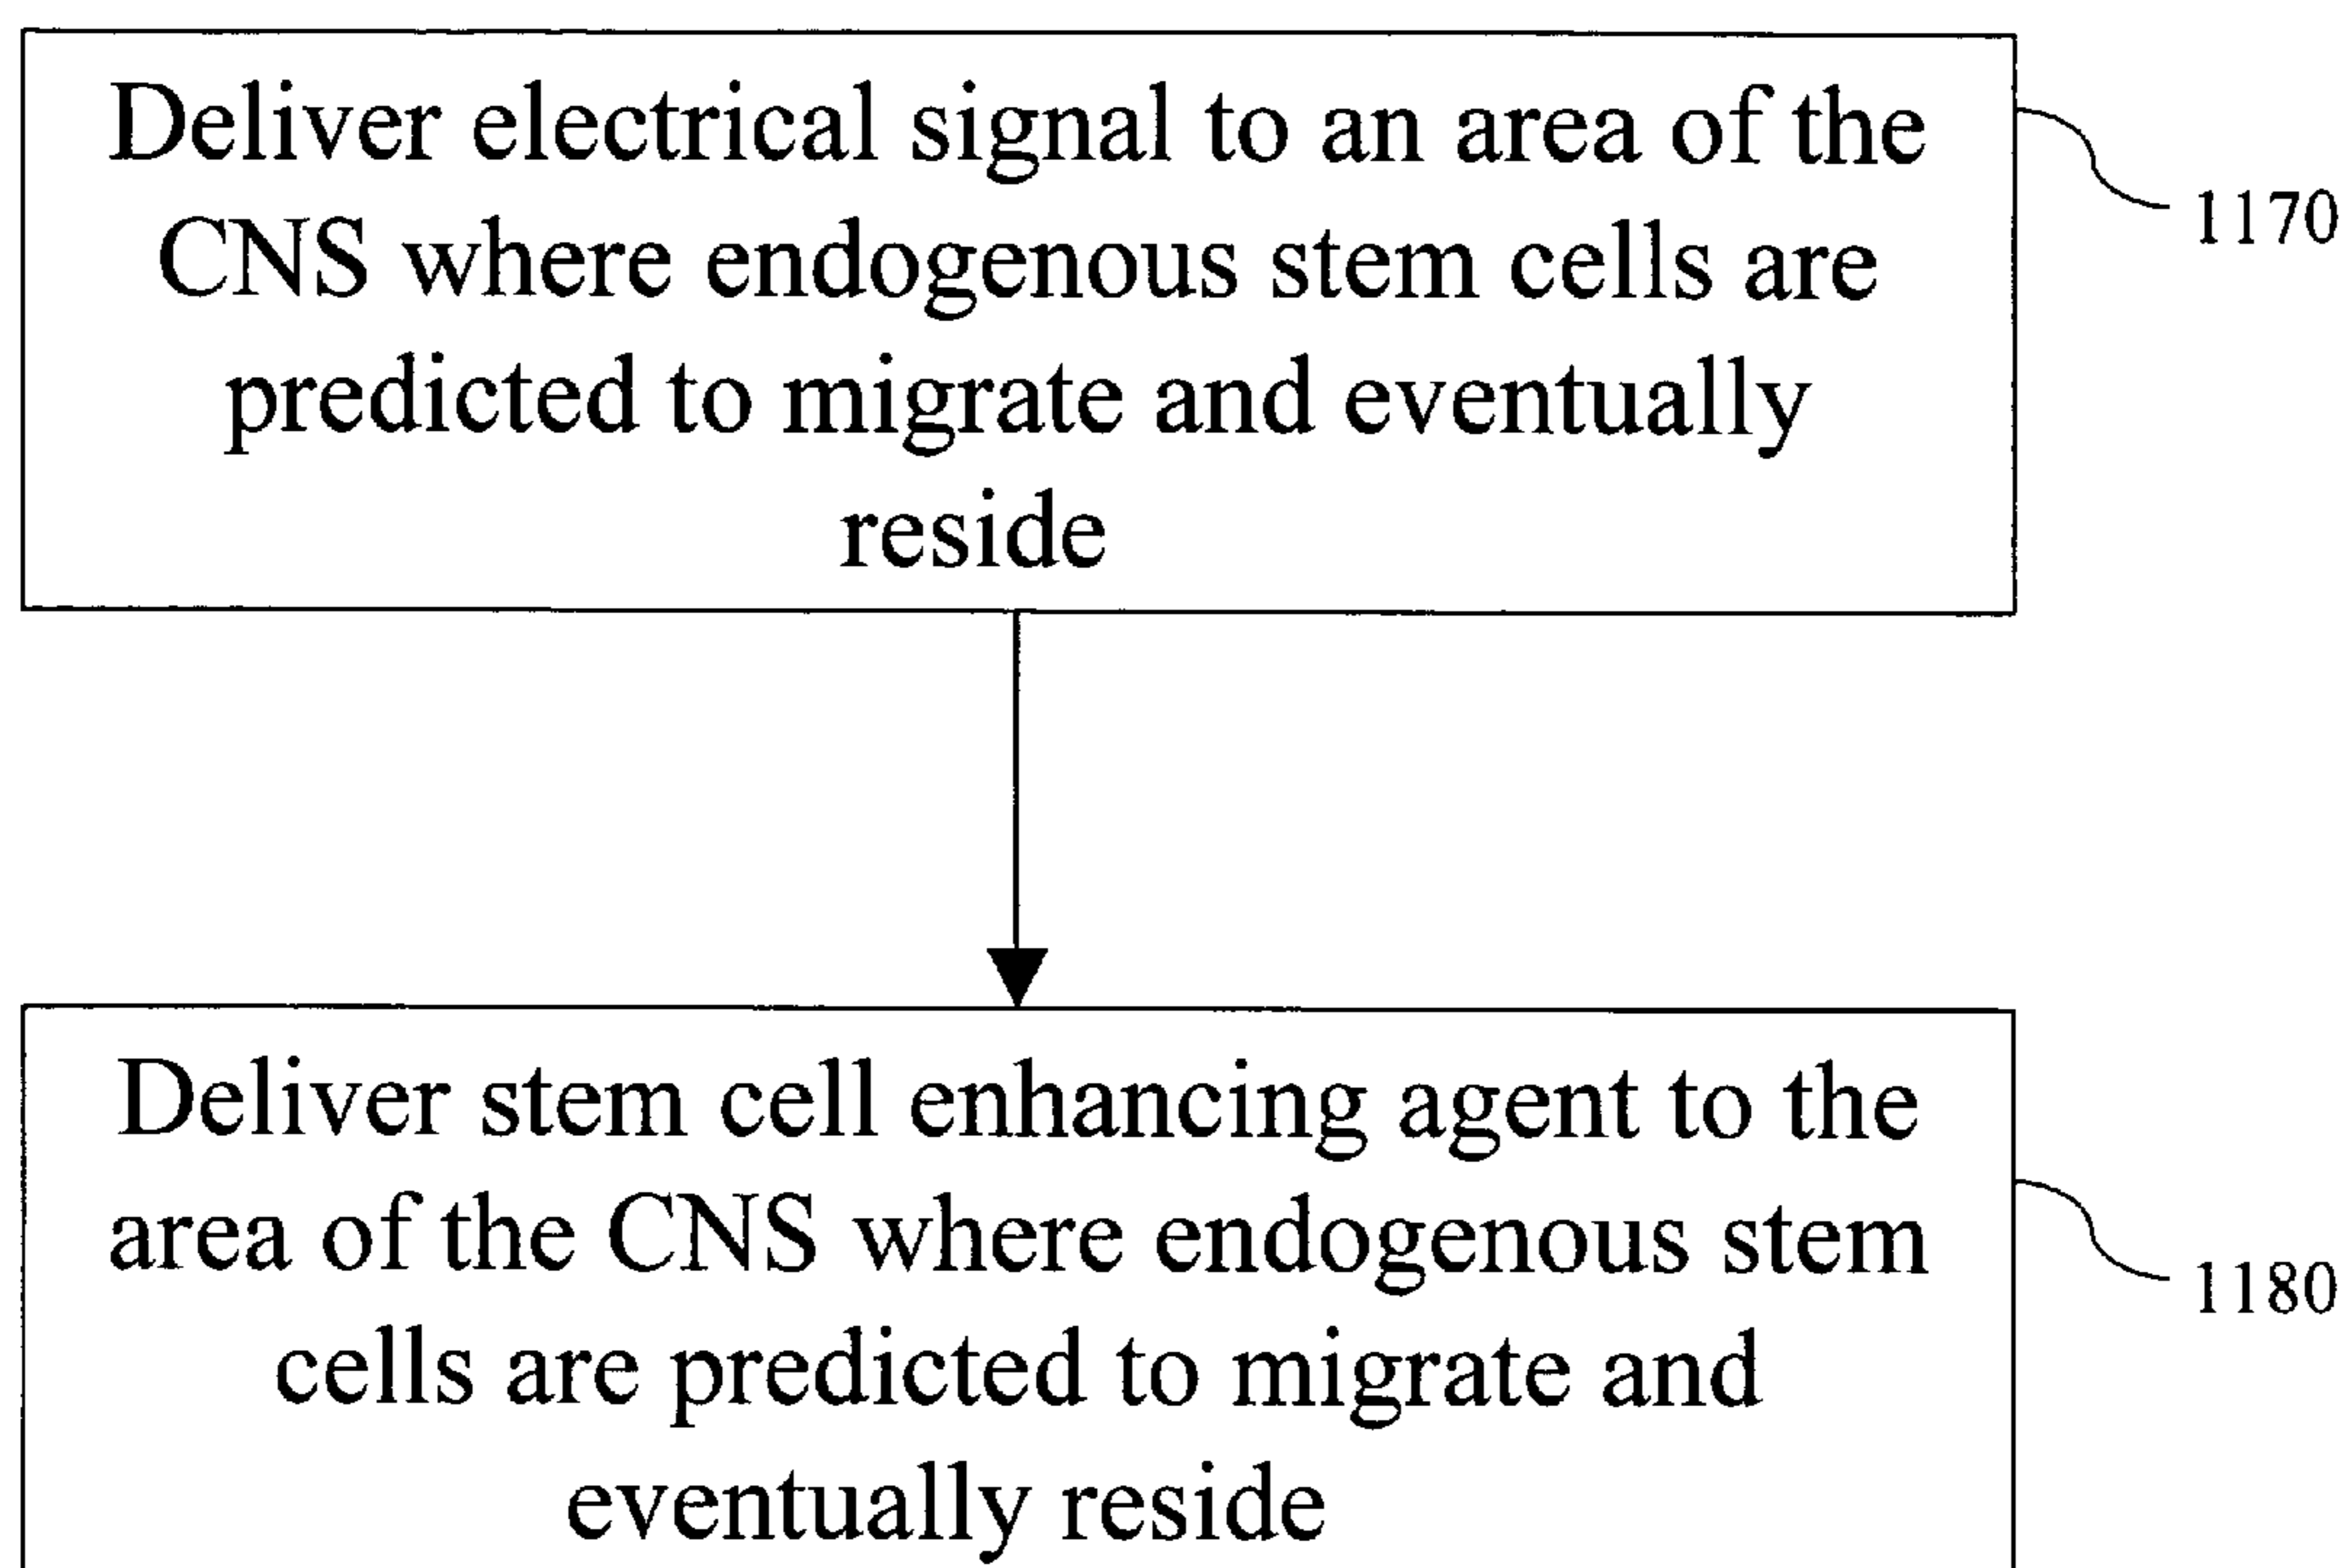 Deliver electrical signal to an area of the
CNS where endogenous stem cells are
predicted to migrate and eventually
reside
1170
Deliver stem cell enhancing agent to the
area of the CNS where endogenous stem
cells are predicted to migrate and
eventually reside
1180